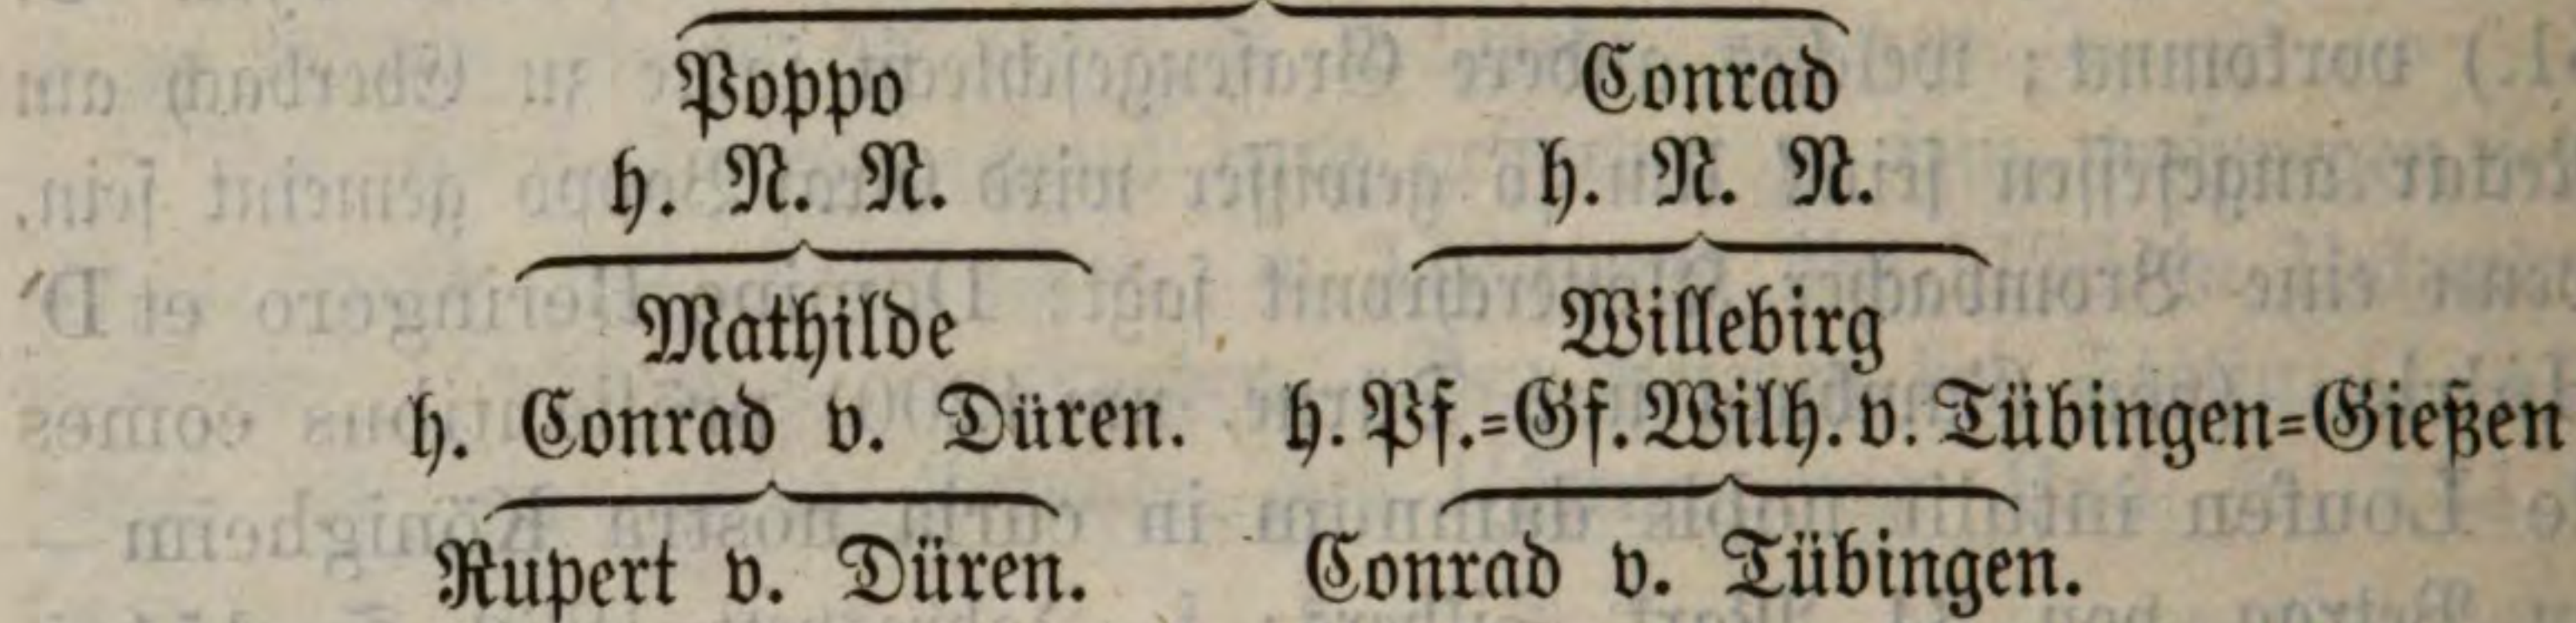 Poppo Conrad
h. N. N. h. N. N.
Mathilde Willebirg
h. Conrad v. Düren. h. Pf.=Gf. Wilh. v. Tübingen=Gießen
Rupert v. Düren. Conrad v. Tübingen.